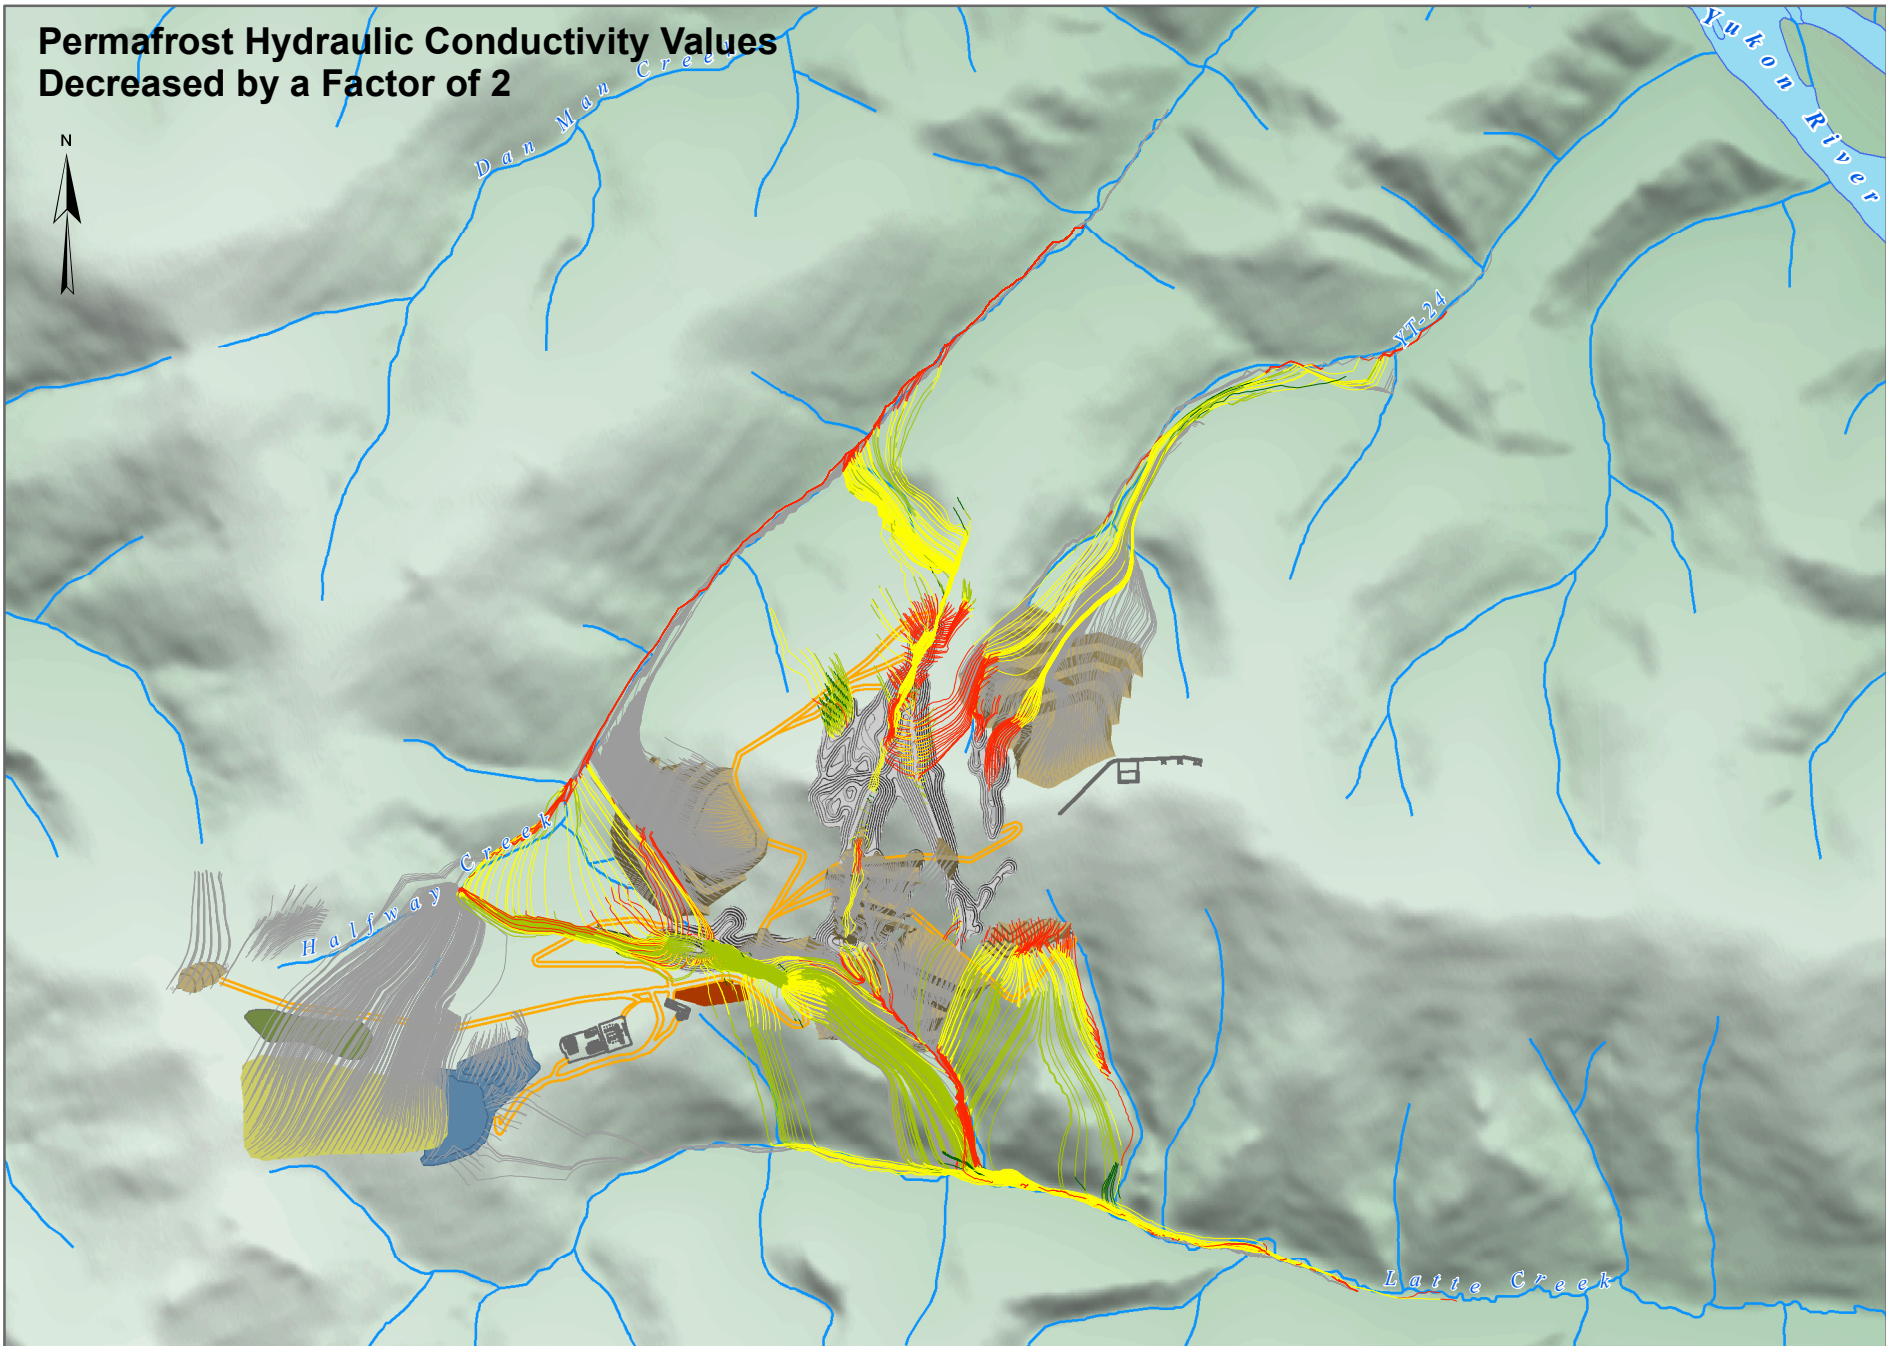 Permafrost Hydraulic Conductivity Values
Decreased by a Factor of 2
N
Dan Man Creek
Yukon River
YT-24
Halfway Creek
Latte Creek